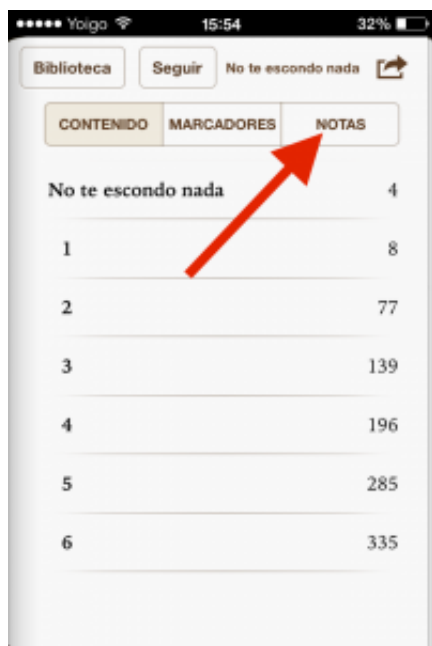 Yoigo 15:54 32%
Biblioteca Seguir No te escondo nada
CONTENIDO MARCADORES NOTAS
No te escondo nada 4
1 8
2 77
3 139
4 196
5 285
6 335